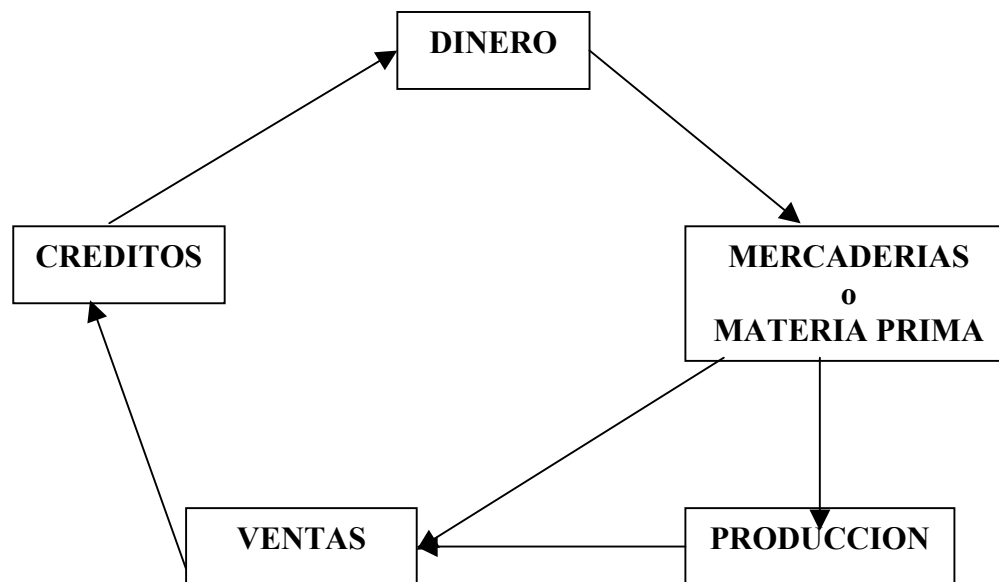 DINERO
CREDITOS
MERCADERIAS
o
MATERIA PRIMA
VENTAS
PRODUCCION